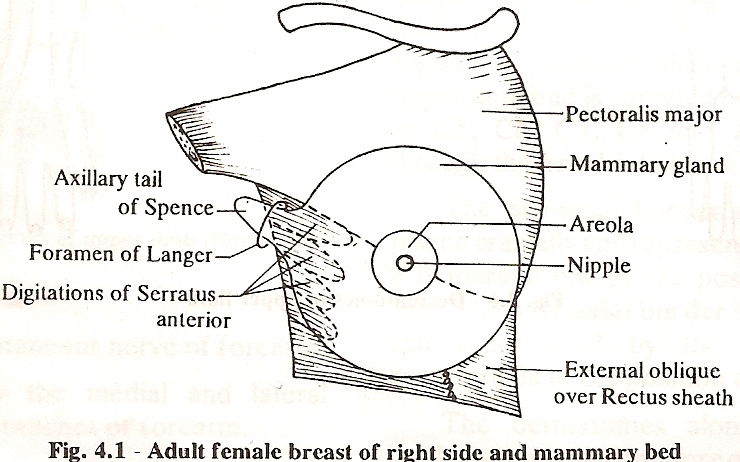 Pectoralis major
Mammary gland
Axillary tail
of Spence
Areola
Foramen of Langer
Nipple
Digitations of Serratus
anterior
External oblique
over Rectus sheath
Fig. 4.1 - Adult female breast of right side and mammary bed